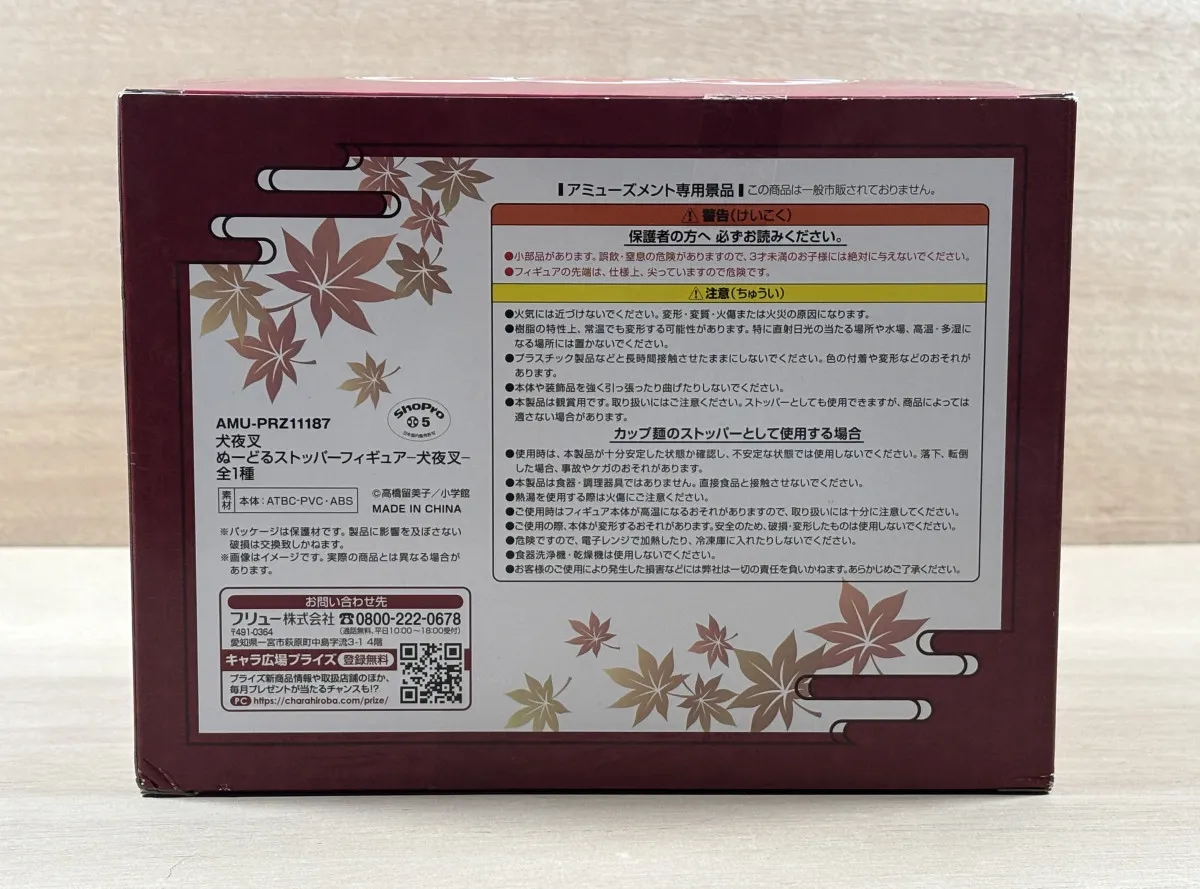 アミューズメント専用景品 この商品は一般市販されておりません。
⚠警告(けいこく)
保護者の方へ 必ずお読みください。
●小部品があります。誤飲・窒息の危険がありますので、3才未満のお子様には絶対に与えないでください。
●フィギュアの先端は、仕様上、尖っていますので危険です。
⚠注意(ちゅうい)
●火気には近づけないでください。変形・変質・火傷または火災の原因になります。
●樹脂の特性上、常温でも変形する可能性があります。特に直射日光の当たる場所や水場、高温・多湿に
なる場所には置かないでください。
●プラスチック製品などと長時間接触させたままにしないでください。色の付着や変形などのおそれが
あります。
●本体や装飾品を強く引っ張ったり曲げたりしないでください。
●本製品は観賞用です。取り扱いにはご注意ください。ストッパーとしても使用できますが、商品によっては
適さない場合があります。
カップ麺のストッパーとして使用する場合
●使用時は、本製品が十分安定した状態か確認し、不安定な状態では使用しないでください。落下、転倒
した場合、事故やケガのおそれがあります。
●本製品は食器・調理器具ではありません。直接食品と接触させないでください。
●熱湯を使用する際は火傷にご注意ください。
●ご使用時はフィギュア本体が高温になるおそれがありますので、取り扱いには十分に注意してください。
●ご使用の際、本体が変形するおそれがあります。安全のため、破損・変形したものは使用しないでください。
●危険ですので、電子レンジで加熱したり、冷凍庫に入れたりしないでください。
●食器洗浄機・乾燥機は使用しないでください。
●お客様のご使用により発生した損害などには弊社は一切の責任を負いかねます。あらかじめご了承ください。
AMU-PRZ11187
犬夜叉
ぬーどるストッパーフィギュアー犬夜叉ー
全1種
ShoPro
5
日本国内販売許可
素材 本体:ATBC-PVC・ABS
©高橋留美子/小学館
MADE IN CHINA
※パッケージは保護材です。製品に影響を及ぼさない
破損は交換致しかねます。
※画像はイメージです。実際の商品とは異なる場合が
あります。
お問い合わせ先
フリュー株式会社 ☎0800-222-0678
〒491-0364 (通話無料、平日10:00～18:00受付)
愛知県一宮市萩原町中島字流3-1 4階
キャラ広場プライズ 登録無料
プライズ新商品情報や取扱店舗のほか、
毎月プレゼントが当たるチャンスも!?
PC https://charahiroba.com/prize/